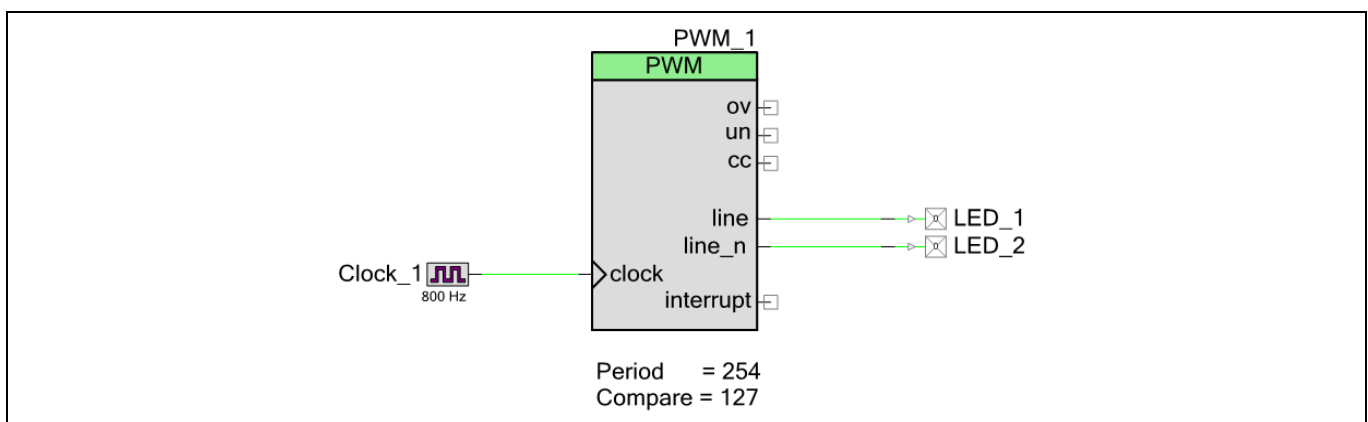 PWM_1
PWM
ov
un
cc
line
LED_1
line_n
LED_2
Clock_1
clock
800 Hz
interrupt
Period = 254
Compare = 127